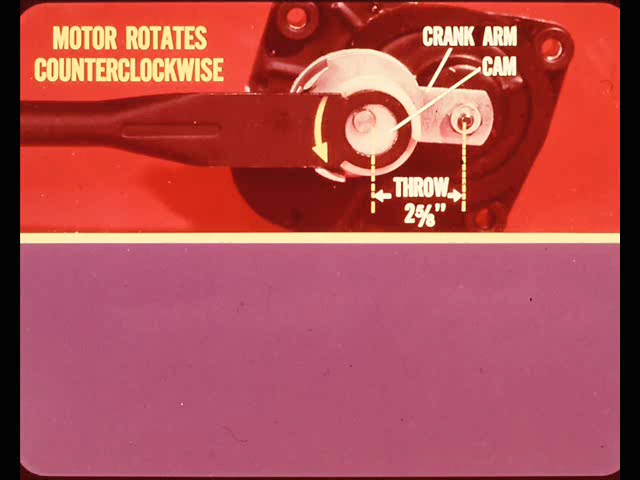 MOTOR ROTATES
COUNTERCLOCKWISE
CRANK ARM
CAM
THROW
2⅝"